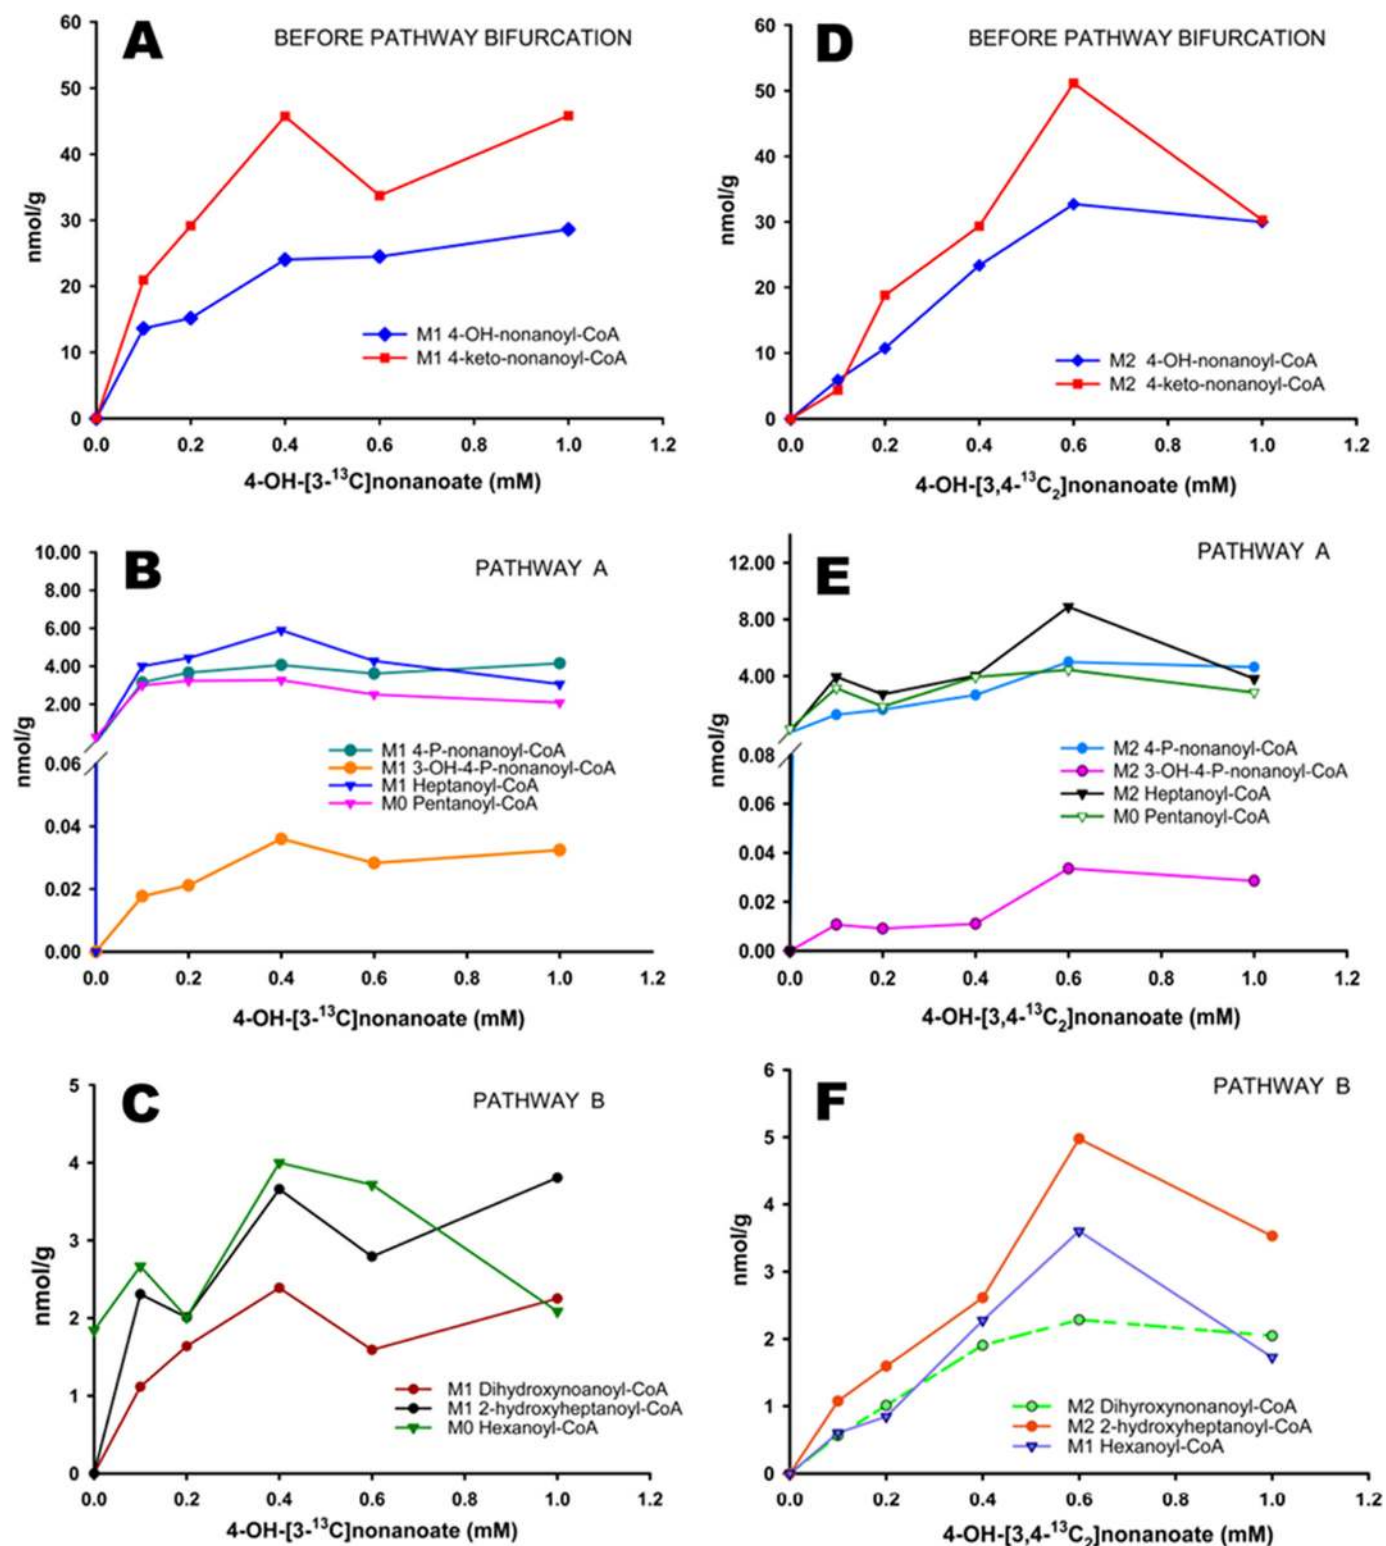 A
BEFORE PATHWAY BIFURCATION
60
50
40
30
20
10
0
nmol/g
M1 4-OH-nonanoyl-CoA
M1 4-keto-nonanoyl-CoA
0.0 0.2 0.4 0.6 0.8 1.0 1.2
4-OH-[3-¹³C]nonanoate (mM)
D
BEFORE PATHWAY BIFURCATION
60
50
40
30
20
10
0
nmol/g
M2 4-OH-nonanoyl-CoA
M2 4-keto-nonanoyl-CoA
0.0 0.2 0.4 0.6 0.8 1.0 1.2
4-OH-[3,4-¹³C₂]nonanoate (mM)
B
PATHWAY A
10.00
8.00
6.00
4.00
2.00
0.06
0.04
0.02
0.00
nmol/g
M1 4-P-nonanoyl-CoA
M1 3-OH-4-P-nonanoyl-CoA
M1 Heptanoyl-CoA
M0 Pentanoyl-CoA
0.0 0.2 0.4 0.6 0.8 1.0 1.2
4-OH-[3-¹³C]nonanoate (mM)
E
PATHWAY A
12.00
8.00
4.00
0.08
0.06
0.04
0.02
0.00
nmol/g
M2 4-P-nonanoyl-CoA
M2 3-OH-4-P-nonanoyl-CoA
M2 Heptanoyl-CoA
M0 Pentanoyl-CoA
0.0 0.2 0.4 0.6 0.8 1.0 1.2
4-OH-[3,4-¹³C₂]nonanoate (mM)
C
PATHWAY B
5
4
3
2
1
0
nmol/g
M1 Dihydroxynoanoyl-CoA
M1 2-hydroxyheptanoyl-CoA
M0 Hexanoyl-CoA
0.0 0.2 0.4 0.6 0.8 1.0 1.2
4-OH-[3-¹³C]nonanoate (mM)
F
PATHWAY B
6
5
4
3
2
1
0
nmol/g
M2 Dihyroxynonanoyl-CoA
M2 2-hydroxyheptanoyl-CoA
M1 Hexanoyl-CoA
0.0 0.2 0.4 0.6 0.8 1.0 1.2
4-OH-[3,4-¹³C₂]nonanoate (mM)